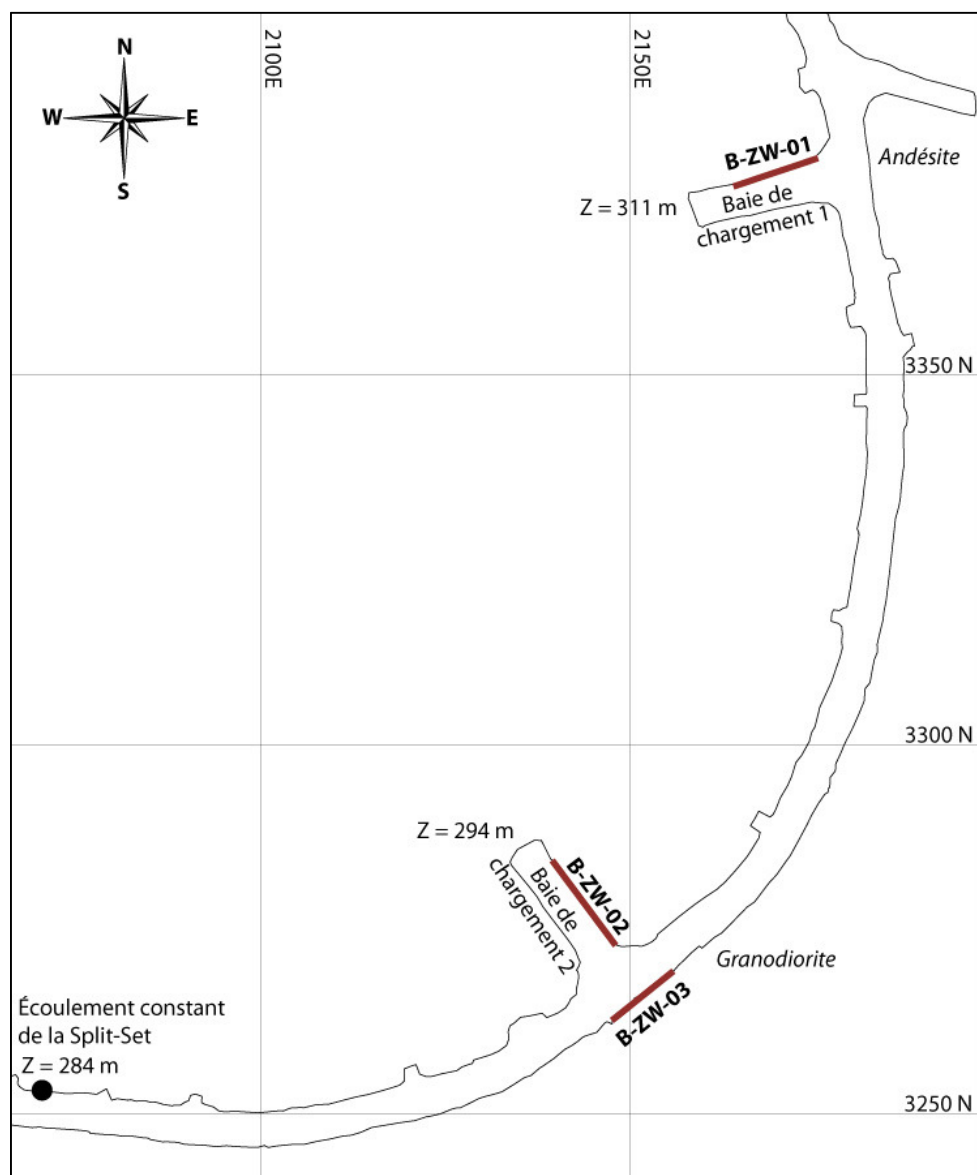 N
W E
S
2100E
2150E
B-ZW-01
Andésite
Z = 311 m
Baie de
chargement 1
3350 N
3300 N
Z = 294 m
B-ZW-02
Baie de
chargement 2
Granodiorite
B-ZW-03
Écoulement constant
de la Split-Set
Z = 284 m
3250 N